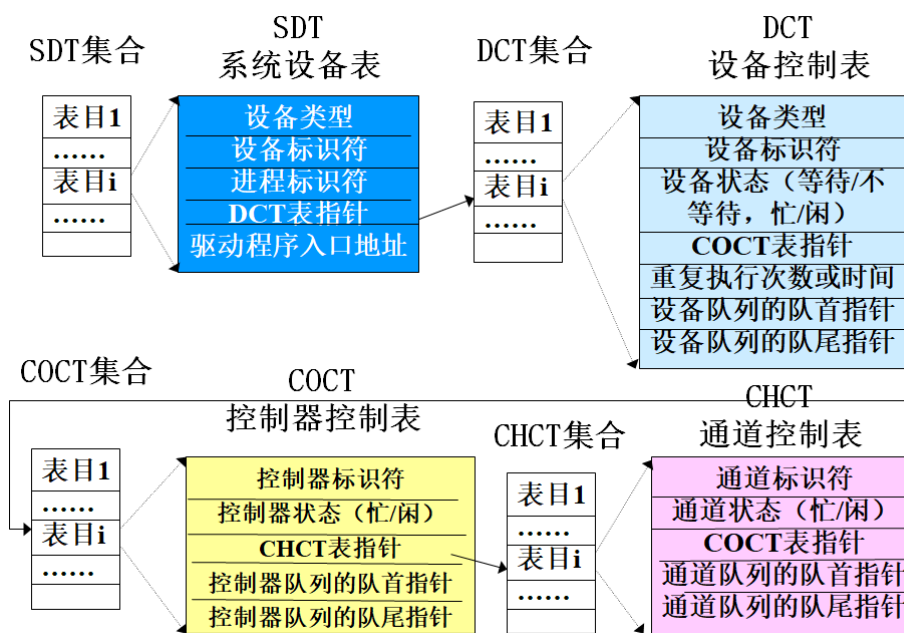 SDT集合
表目1
......
表目i
......
SDT
系统设备表
设备类型
设备标识符
进程标识符
DCT表指针
驱动程序入口地址
DCT集合
表目1
......
表目i
......
DCT
设备控制表
设备类型
设备标识符
设备状态（等待/不
等待，忙/闲）
COCT表指针
重复执行次数或时间
设备队列的队首指针
设备队列的队尾指针
COCT集合
表目1
......
表目i
......
COCT
控制器控制表
控制器标识符
控制器状态（忙/闲）
CHCT表指针
控制器队列的队首指针
控制器队列的队尾指针
CHCT集合
表目1
......
表目i
......
CHCT
通道控制表
通道标识符
通道状态（忙/闲）
COCT表指针
通道队列的队首指针
通道队列的队尾指针